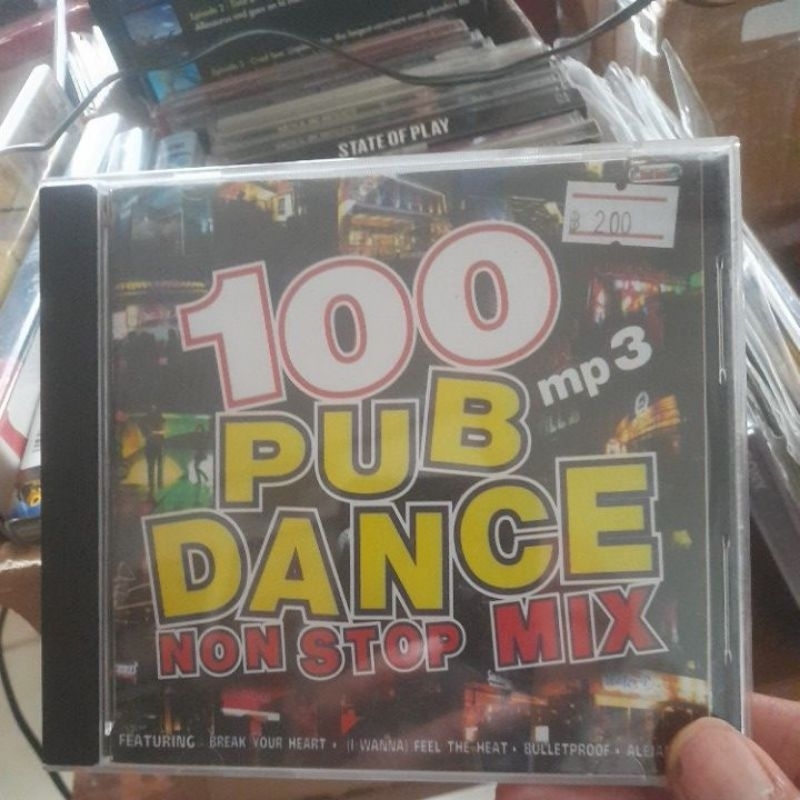 STATE OF PLAY
฿ 200
100
mp3
PUB
DANCE
NON STOP MIX
FEATURING : BREAK YOUR HEART • (I WANNA) FEEL THE HEAT • BULLETPROOF •